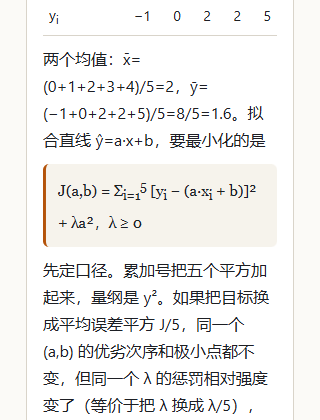 yᵢ −1 0 2 2 5
两个均值：x̄=
(0+1+2+3+4)/5=2，ȳ=
(−1+0+2+2+5)/5=8/5=1.6。拟
合直线 ŷ=a·x+b，要最小化的是
J(a,b) = Σᵢ₌₁⁵ [yᵢ − (a·xᵢ + b)]²
+ λa²，λ ≥ 0
先定口径。累加号把五个平方加
起来，量纲是 y²。如果把目标换
成平均误差平方 J/5，同一个
(a,b) 的优劣次序和极小点都不
变，但同一个 λ 的惩罚相对强度
变了（等价于把 λ 换成 λ/5），